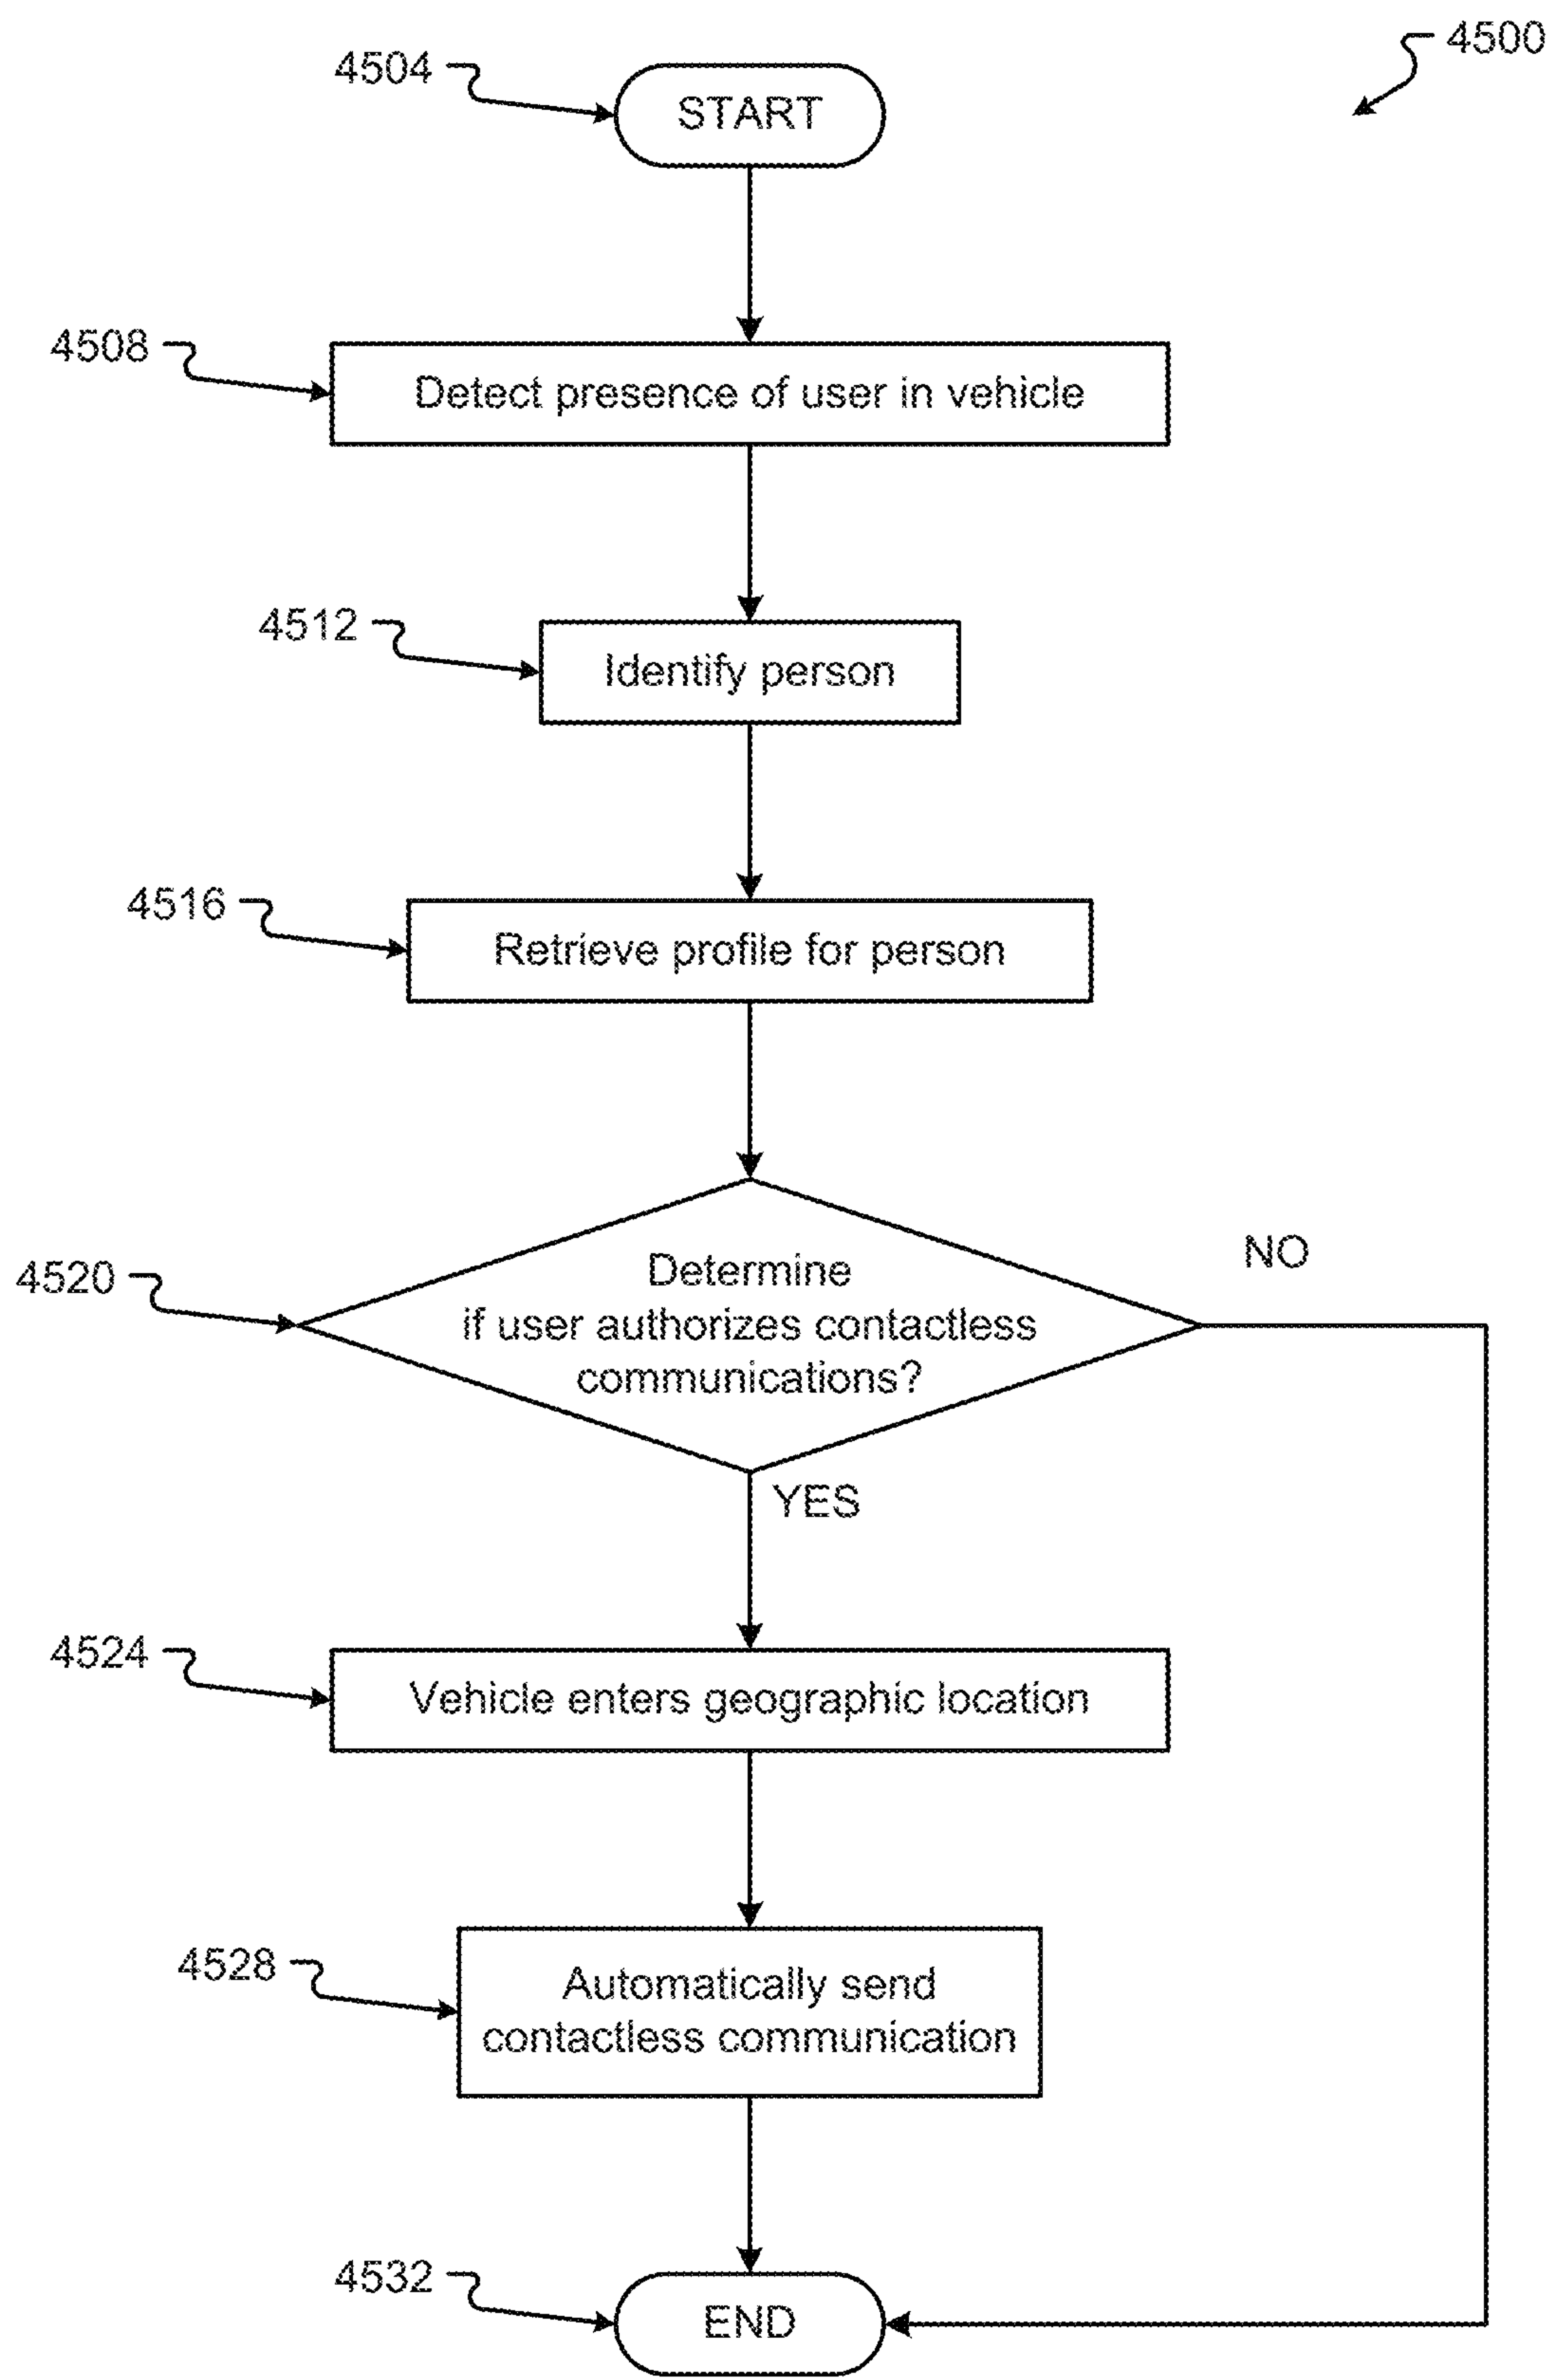 4500
4504
START
4508
Detect presence of user in vehicle
4512
Identify person
4516
Retrieve profile for person
4520
Determine
if user authorizes contactless
communications?
NO
YES
4524
Vehicle enters geographic location
4528
Automatically send
contactless communication
4532
END